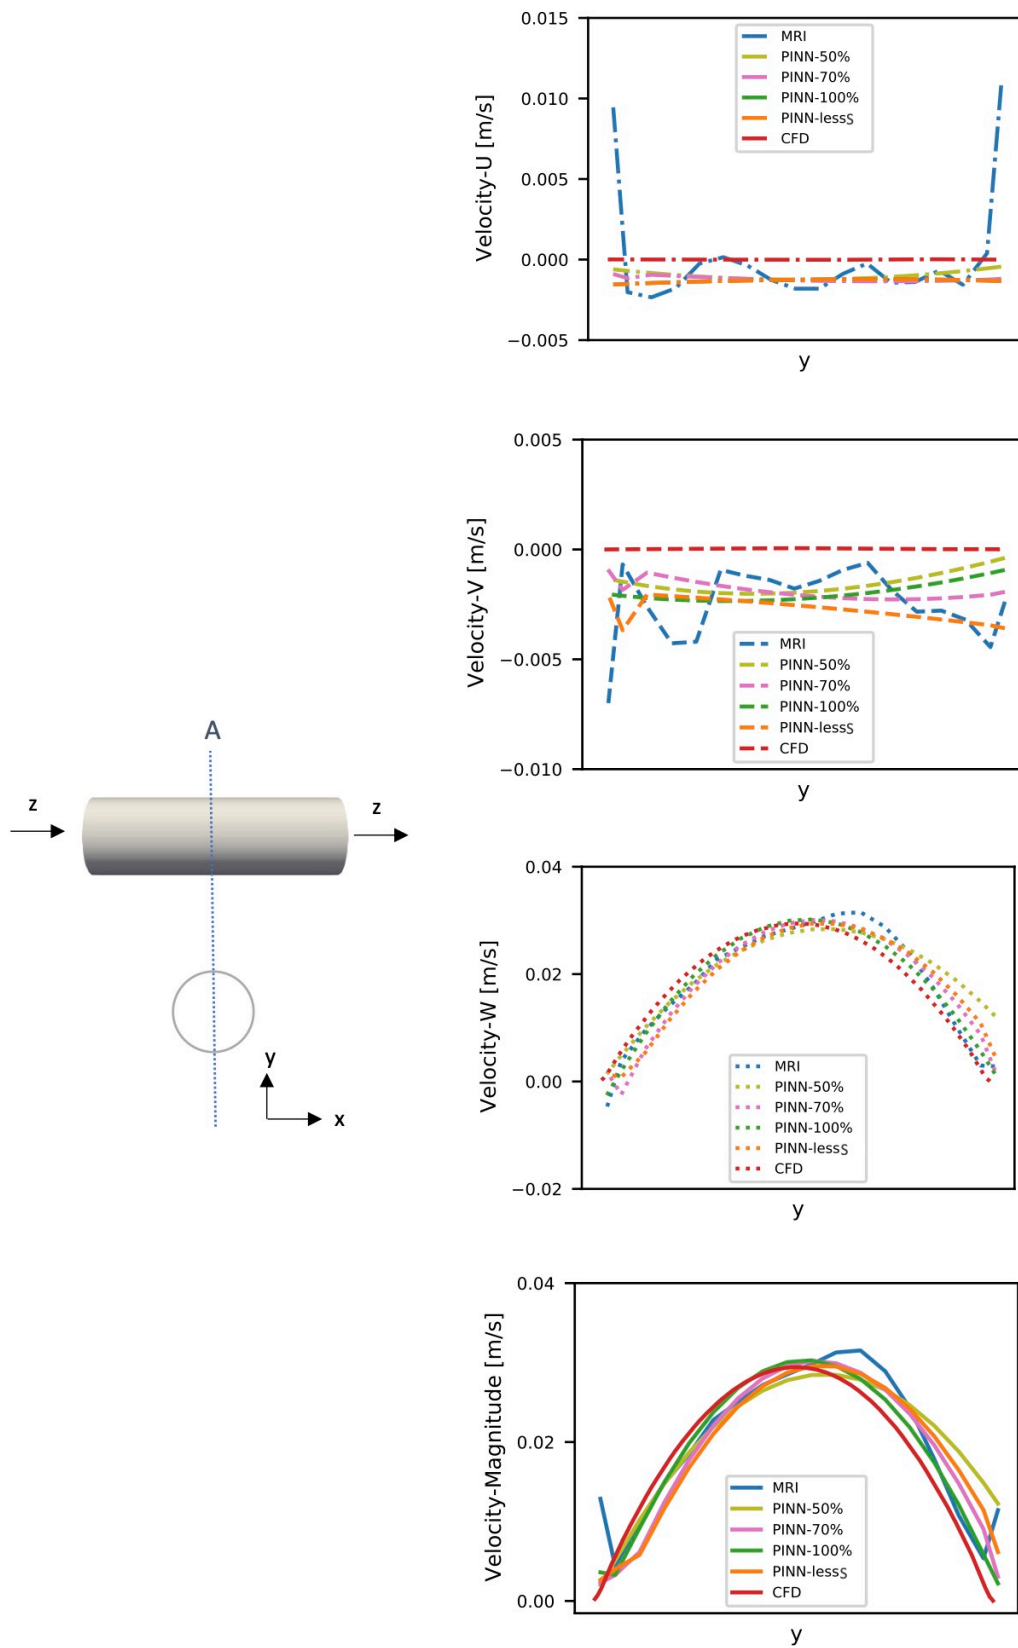 0.015
0.010
0.005
0.000
−0.005
Velocity-U [m/s]
MRI
PINN-50%
PINN-70%
PINN-100%
PINN-lessS
CFD
y
0.005
0.000
−0.005
−0.010
Velocity-V [m/s]
MRI
PINN-50%
PINN-70%
PINN-100%
PINN-lessS
CFD
y
A
z
z
y
x
0.04
0.02
0.00
−0.02
Velocity-W [m/s]
MRI
PINN-50%
PINN-70%
PINN-100%
PINN-lessS
CFD
y
0.04
0.02
0.00
Velocity-Magnitude [m/s]
MRI
PINN-50%
PINN-70%
PINN-100%
PINN-lessS
CFD
y